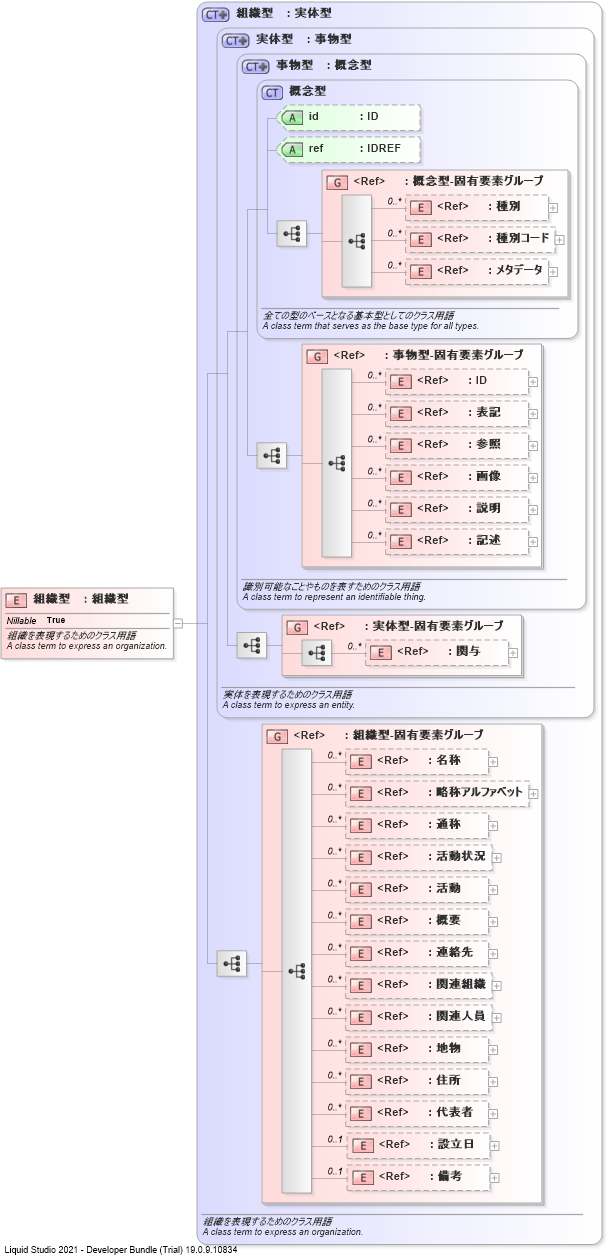 CT 組織型 : 実体型
CT 実体型 : 事物型
CT 事物型 : 概念型
CT 概念型
A id : ID
A ref : IDREF
G <Ref> : 概念型-固有要素グループ
0..* E <Ref> : 種別
0..* E <Ref> : 種別コード
0..* E <Ref> : メタデータ
全ての型のベースとなる基本型としてのクラス用語
A class term that serves as the base type for all types.
G <Ref> : 事物型-固有要素グループ
0..* E <Ref> : ID
0..* E <Ref> : 表記
0..* E <Ref> : 参照
0..* E <Ref> : 画像
0..* E <Ref> : 説明
0..* E <Ref> : 記述
識別可能なことやものを表すためのクラス用語
A class term to represent an identifiable thing.
E 組織型 : 組織型
Nillable True
組織を表現するためのクラス用語
A class term to express an organization.
G <Ref> : 実体型-固有要素グループ
0..* E <Ref> : 関与
実体を表現するためのクラス用語
A class term to express an entity.
G <Ref> : 組織型-固有要素グループ
0..* E <Ref> : 名称
0..* E <Ref> : 略称アルファベット
0..* E <Ref> : 通称
0..* E <Ref> : 活動状況
0..* E <Ref> : 活動
0..* E <Ref> : 概要
0..* E <Ref> : 連絡先
0..* E <Ref> : 関連組織
0..* E <Ref> : 関連人員
0..* E <Ref> : 地物
0..* E <Ref> : 住所
0..* E <Ref> : 代表者
0..1 E <Ref> : 設立日
0..1 E <Ref> : 備考
組織を表現するためのクラス用語
A class term to express an organization.
Liquid Studio 2021 - Developer Bundle (Trial) 19.0.9.10834